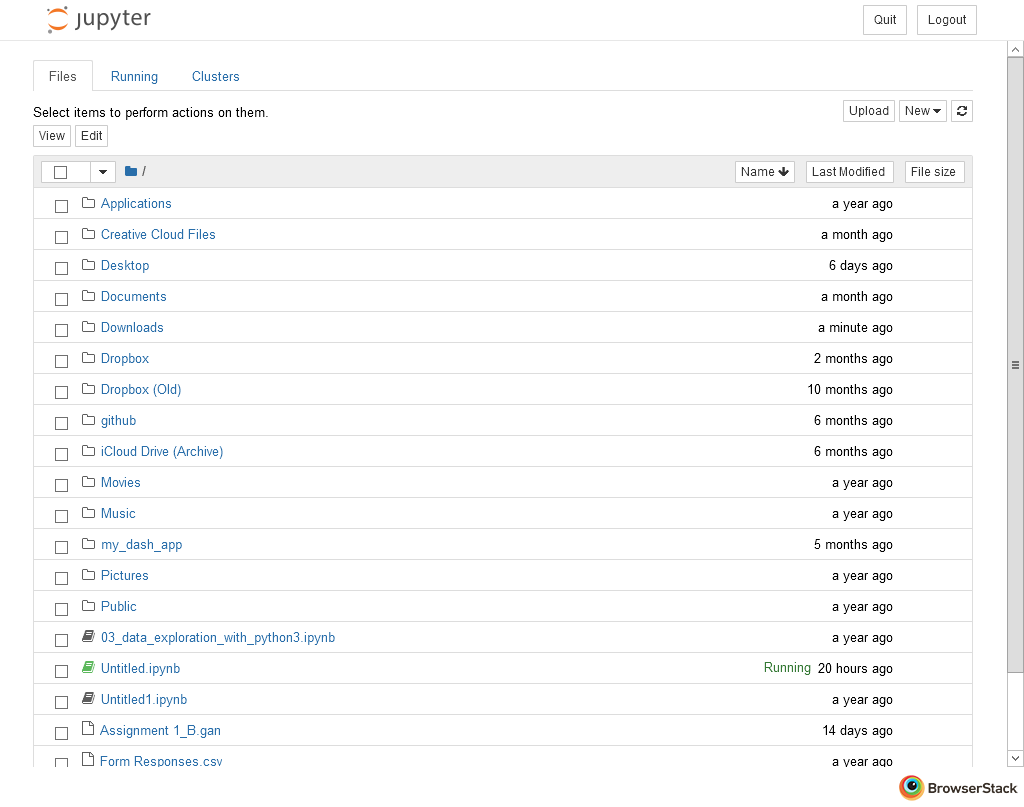 jupyter
Quit Logout
Files Running Clusters
Select items to perform actions on them.
Upload New
View Edit
/ Name Last Modified File size
Applications a year ago
Creative Cloud Files a month ago
Desktop 6 days ago
Documents a month ago
Downloads a minute ago
Dropbox 2 months ago
Dropbox (Old) 10 months ago
github 6 months ago
iCloud Drive (Archive) 6 months ago
Movies a year ago
Music a year ago
my_dash_app 5 months ago
Pictures a year ago
Public a year ago
03_data_exploration_with_python3.ipynb a year ago
Untitled.ipynb Running 20 hours ago
Untitled1.ipynb a year ago
Assignment 1_B.gan 14 days ago
Form Responses.csv a year ago
BrowserStack